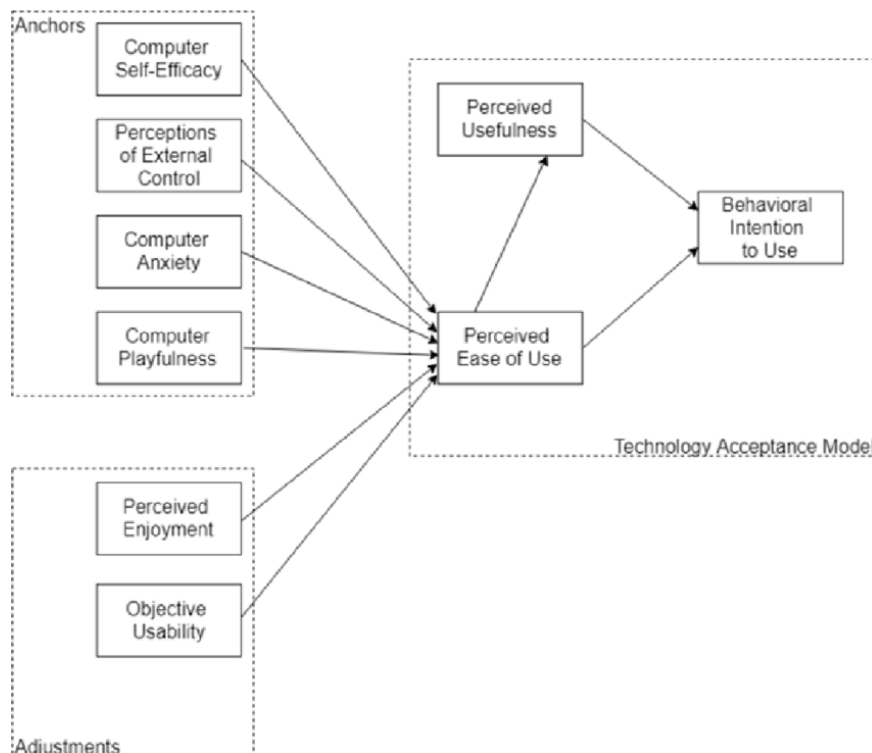 Anchors
Computer
Self-Efficacy
Perceptions
of External
Control
Computer
Anxiety
Computer
Playfulness
Perceived
Usefulness
Behavioral
Intention
to Use
Perceived
Ease of Use
Technology Acceptance Model
Perceived
Enjoyment
Objective
Usability
Adjustments